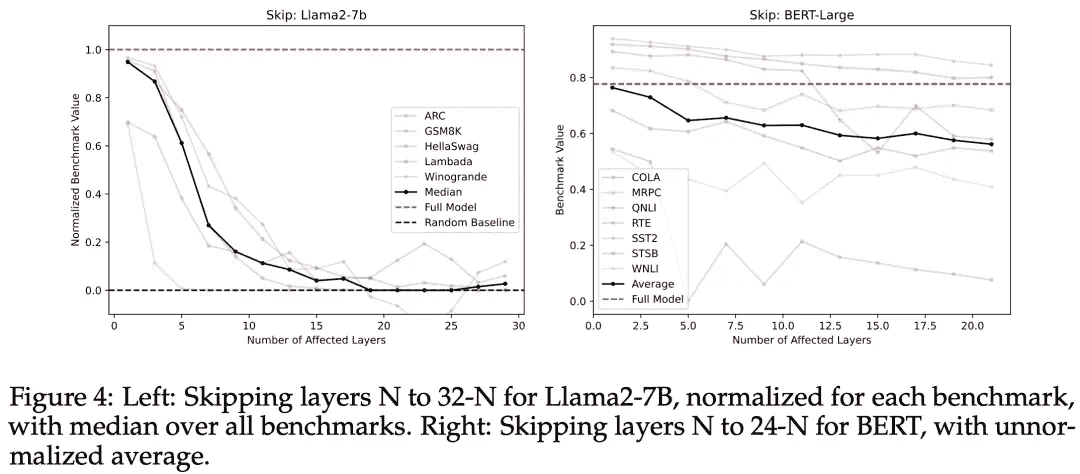 Skip: Llama2-7b
Normalized Benchmark Value
1.0
0.8
0.6
0.4
0.2
0.0
ARC
GSM8K
HellaSwag
Lambada
Winogrande
Median
Full Model
Random Baseline
0 5 10 15 20 25 30
Number of Affected Layers
Skip: BERT-Large
Benchmark Value
0.8
0.6
0.4
0.2
0.0
COLA
MRPC
QNLI
RTE
SST2
STSB
WNLI
Average
Full Model
0.0 2.5 5.0 7.5 10.0 12.5 15.0 17.5 20.0
Number of Affected Layers
Figure 4: Left: Skipping layers N to 32-N for Llama2-7B, normalized for each benchmark,
with median over all benchmarks. Right: Skipping layers N to 24-N for BERT, with unnor-
malized average.